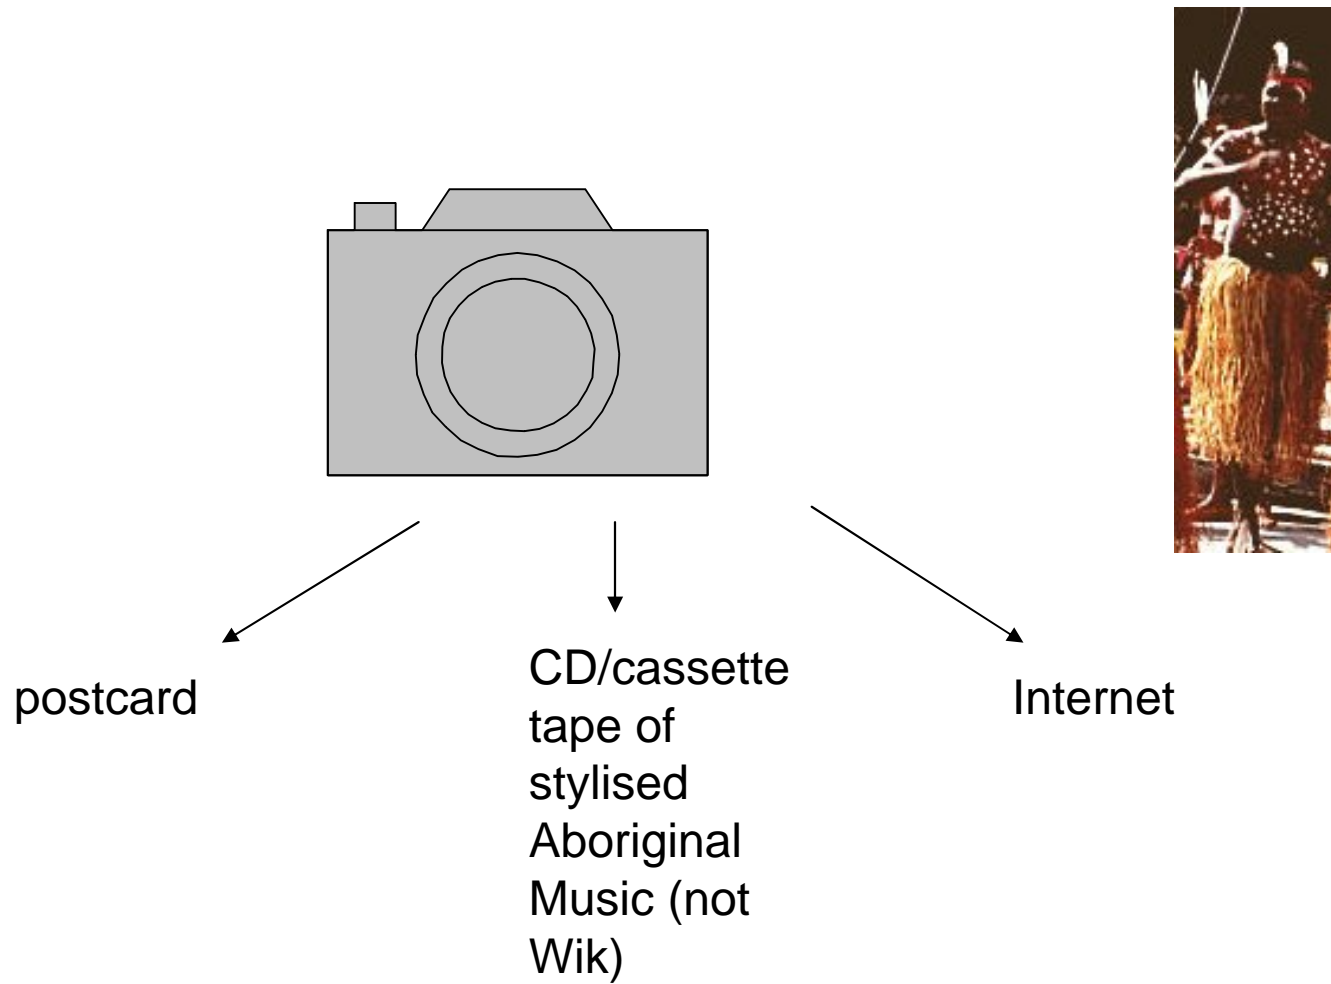 postcard
CD/cassette
tape of
stylised
Aboriginal
Music (not
Wik)
Internet